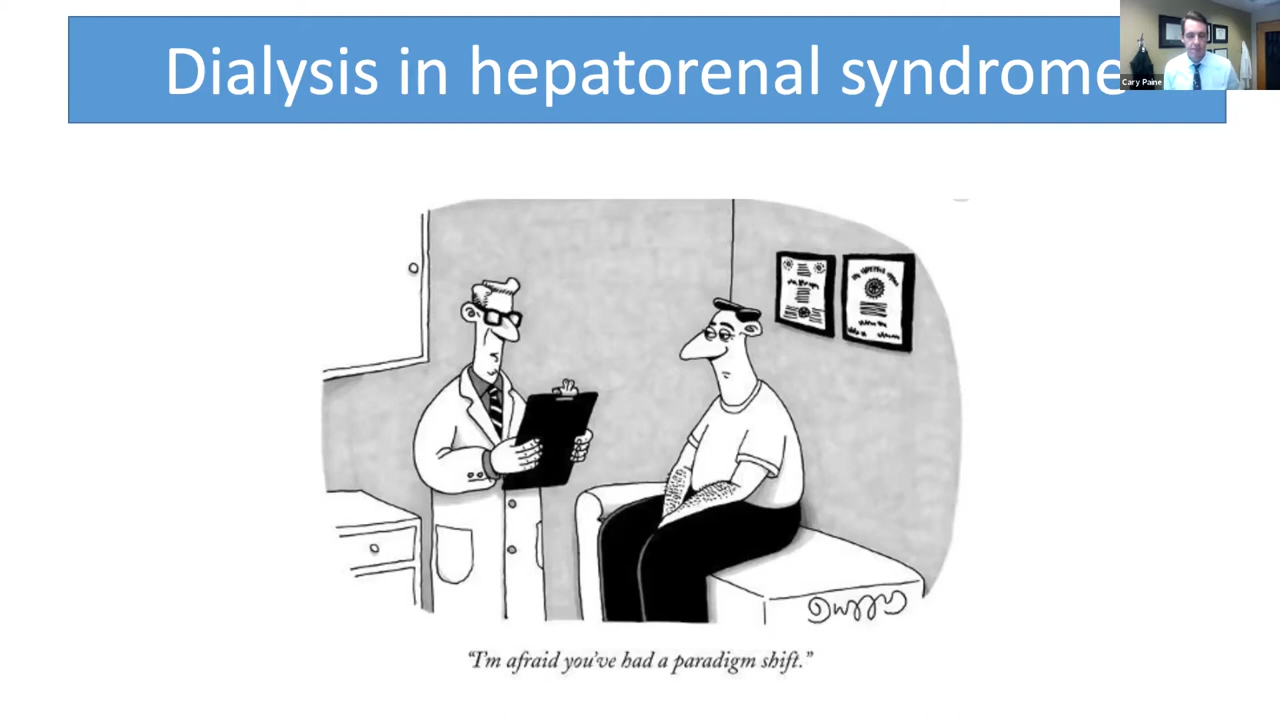 Dialysis in hepatorenal syndrome
Cary Paine
“I’m afraid you’ve had a paradigm shift.”